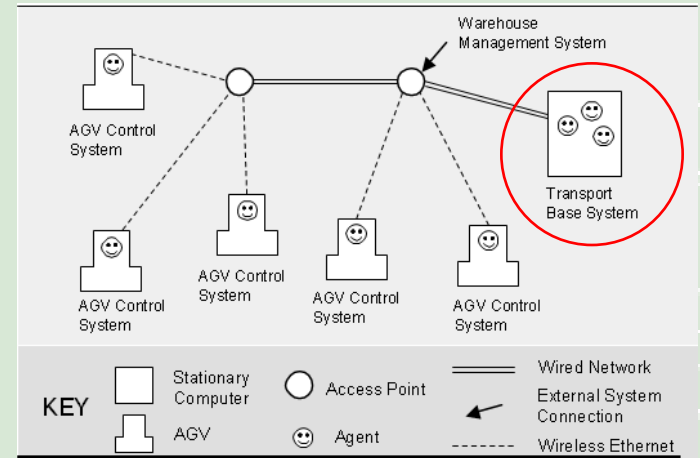 Warehouse
Management System
AGV Control
System
Transport
Base System
AGV Control
System
AGV Control
System
AGV Control
System
AGV Control
System
KEY
Stationary
Computer
AGV
Access Point
Agent
Wired Network
External System
Connection
Wireless Ethernet